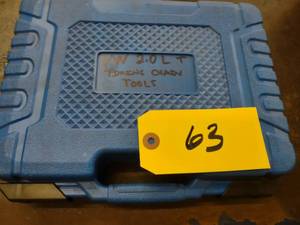 VW 2.0 L T
TIMING CHAIN
TOOLS
63